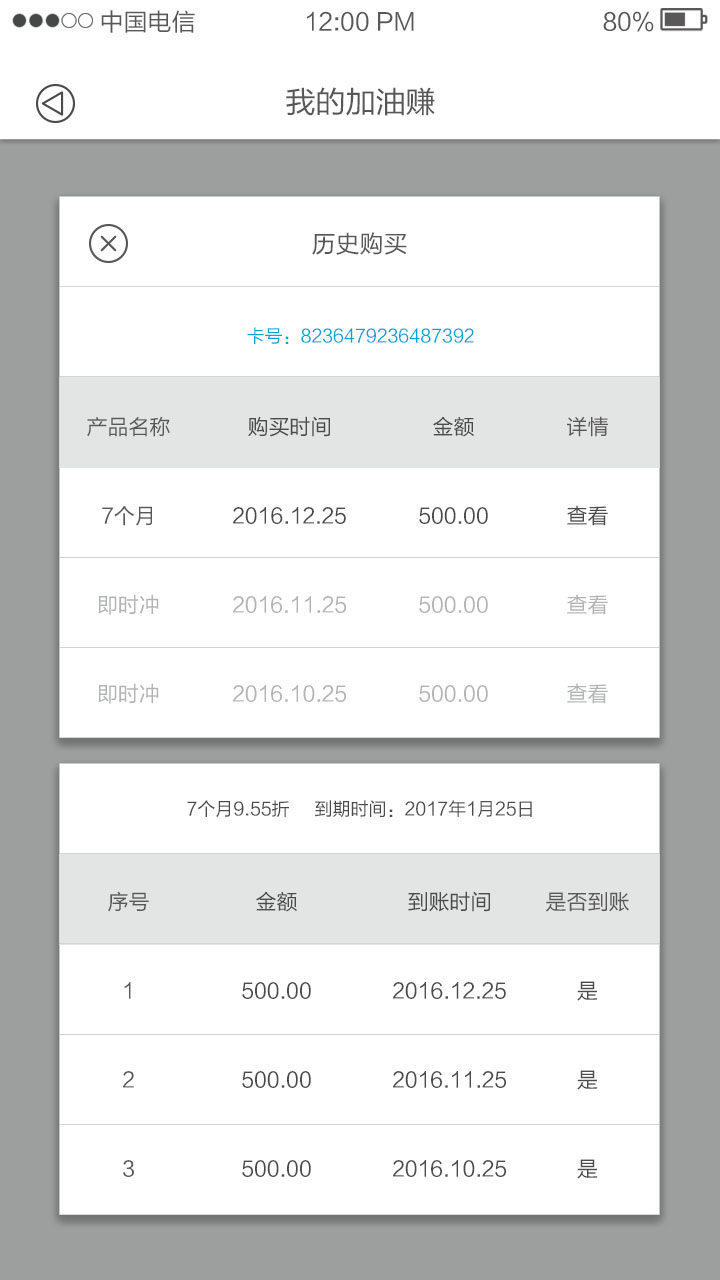 中国电信 12:00 PM 80%
我的加油赚
历史购买
卡号：8236479236487392
产品名称 购买时间 金额 详情
7个月 2016.12.25 500.00 查看
即时冲 2016.11.25 500.00 查看
即时冲 2016.10.25 500.00 查看
7个月9.55折 到期时间：2017年1月25日
序号 金额 到账时间 是否到账
1 500.00 2016.12.25 是
2 500.00 2016.11.25 是
3 500.00 2016.10.25 是